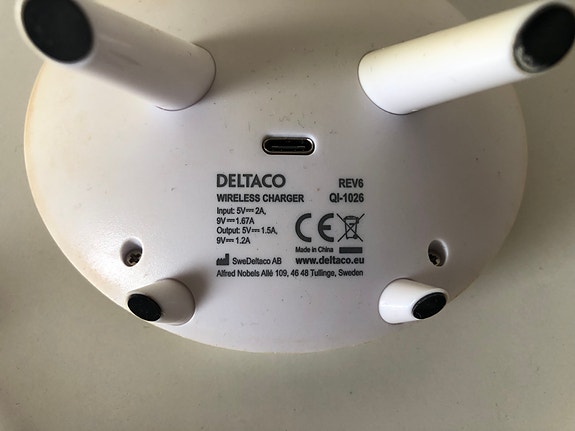 DELTACO REV6
WIRELESS CHARGER QI-1026
Input: 5V⎓2A,
9V⎓1.67A
Output: 5V⎓1.5A,
9V⎓1.2A
CE
Made in China
SweDeltaco AB www.deltaco.eu
Alfred Nobels Allé 109, 46 48 Tullinge, Sweden